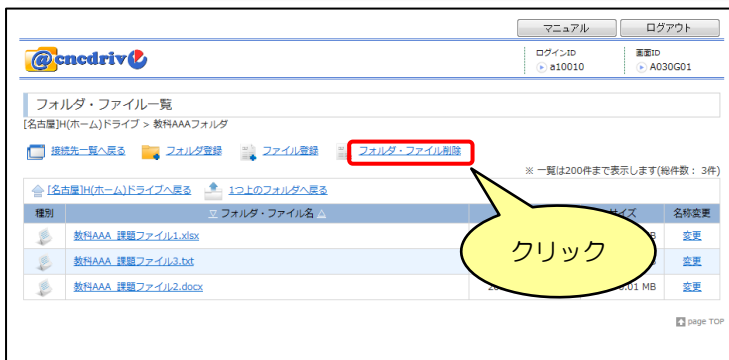 マニュアル ログアウト
@cncdriv
ログインID 画面ID
a10010 A030G01
フォルダ・ファイル一覧
[名古屋]H(ホーム)ドライブ > 教科AAAフォルダ
接続先一覧へ戻る フォルダ登録 ファイル登録 フォルダ・ファイル削除
※ 一覧は200件まで表示します(総件数: 3件)
[名古屋]H(ホーム)ドライブへ戻る 1つ上のフォルダへ戻る
種別 ▽ フォルダ・ファイル名 △ サイズ 名称変更
教科AAA 課題ファイル1.xlsx 変更
教科AAA 課題ファイル3.txt 変更
教科AAA 課題ファイル2.docx 0.01 MB 変更
クリック
page TOP